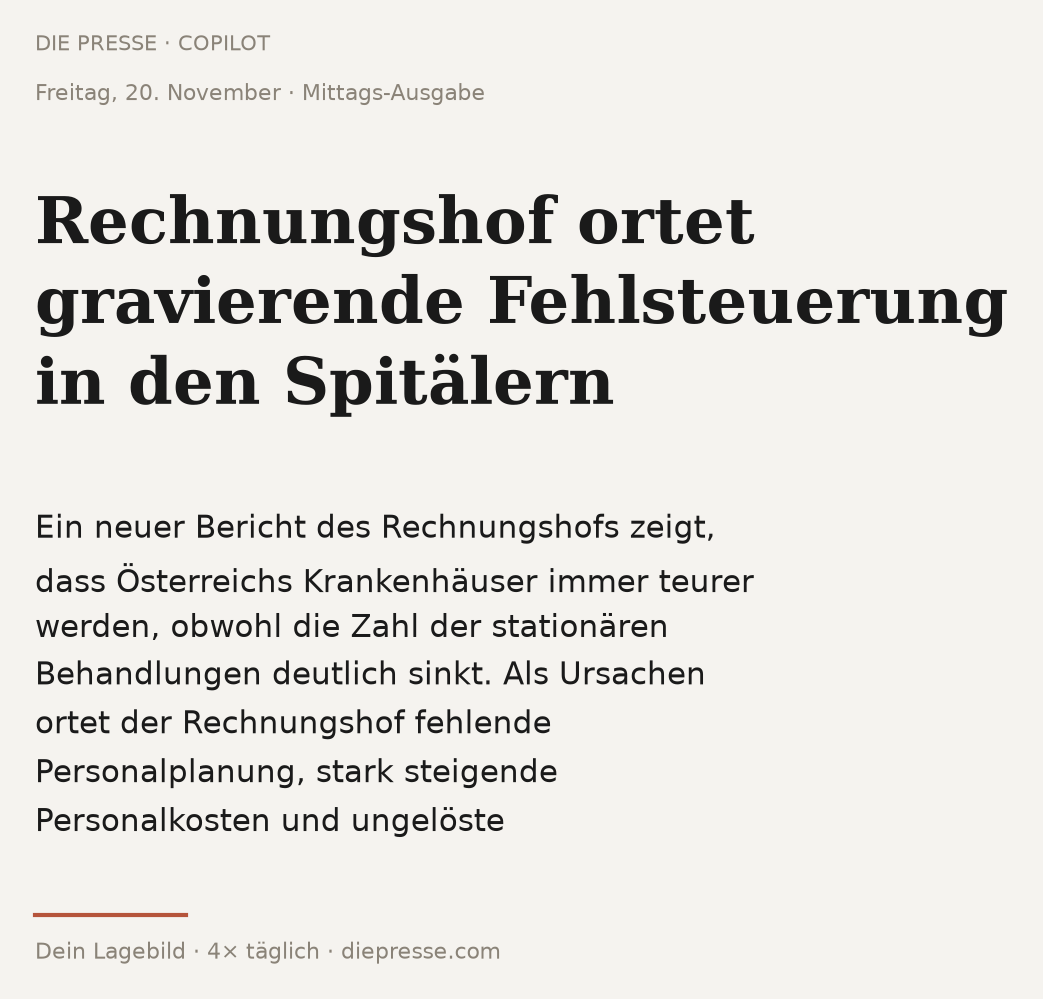 DIE PRESSE · COPILOT
Freitag, 20. November · Mittags-Ausgabe
Rechnungshof ortet
gravierende Fehlsteuerung
in den Spitälern
Ein neuer Bericht des Rechnungshofs zeigt,
dass Österreichs Krankenhäuser immer teurer
werden, obwohl die Zahl der stationären
Behandlungen deutlich sinkt. Als Ursachen
ortet der Rechnungshof fehlende
Personalplanung, stark steigende
Personalkosten und ungelöste
Dein Lagebild · 4× täglich · diepresse.com